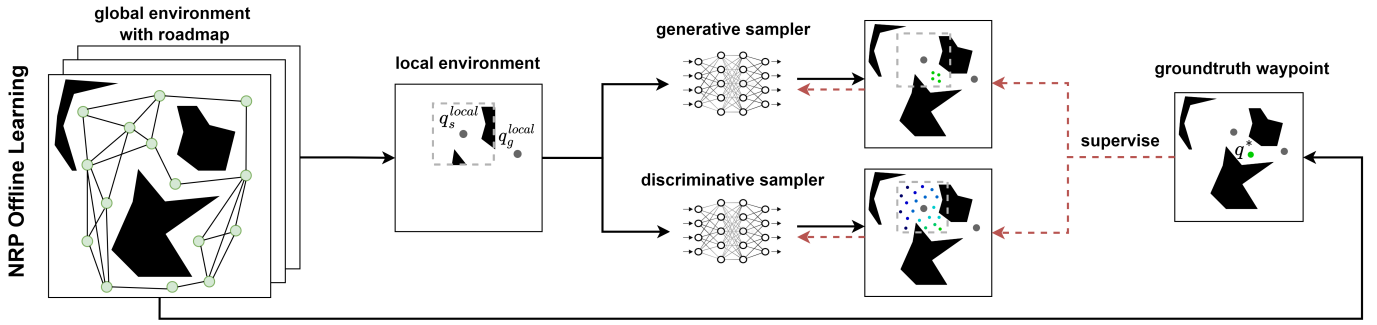 NRP Offline Learning
global environment
with roadmap
local environment
q_s^{local}
q_g^{local}
generative sampler
discriminative sampler
supervise
groundtruth waypoint
q^*